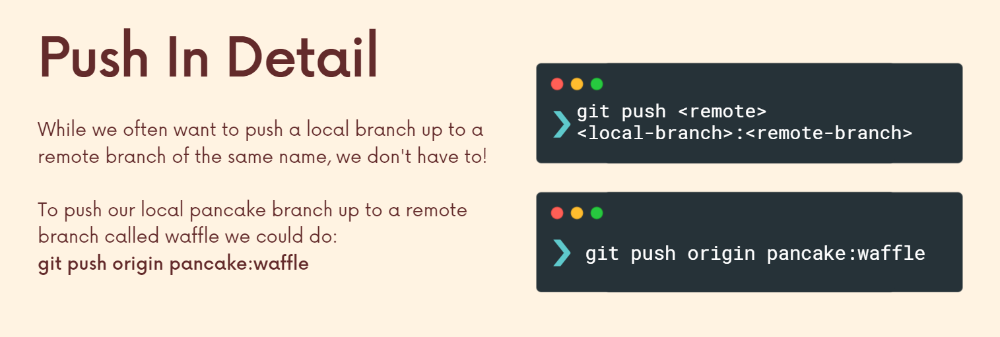 Push In Detail
While we often want to push a local branch up to a
remote branch of the same name, we don't have to!
To push our local pancake branch up to a remote
branch called waffle we could do:
git push origin pancake:waffle
git push <remote>
<local-branch>:<remote-branch>
git push origin pancake:waffle